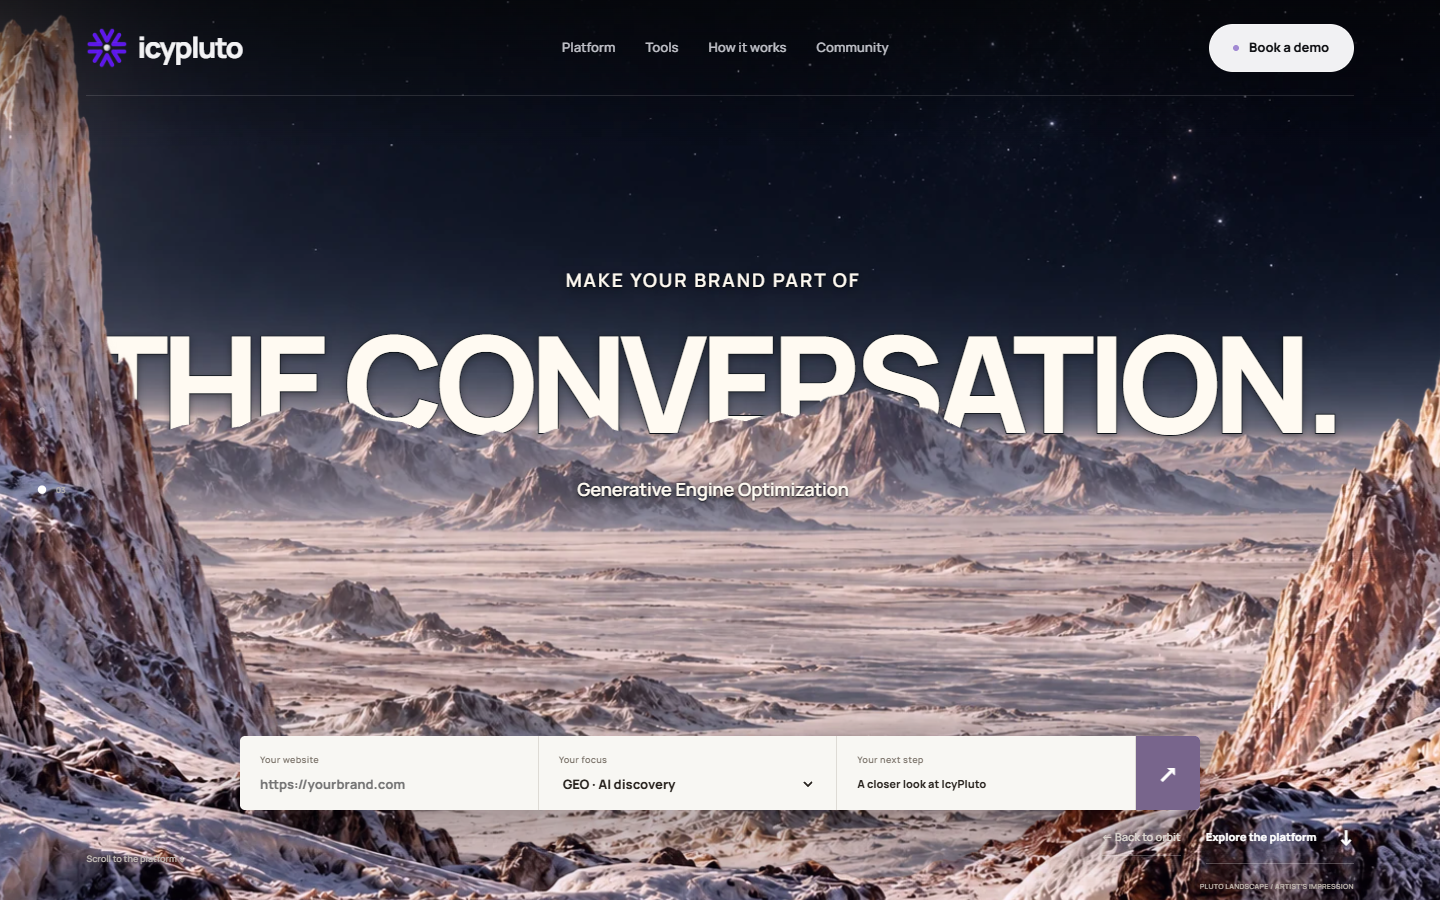 icypluto
Platform Tools How it works Community
Book a demo
MAKE YOUR BRAND PART OF
THE CONVERSATION.
Generative Engine Optimization
Your website
https://yourbrand.com
Your focus
GEO · AI discovery
Your next step
A closer look at IcyPluto
← Back to orbit
Explore the platform ↓
Scroll to the platform
PLUTO LANDSCAPE / ARTIST'S IMPRESSION